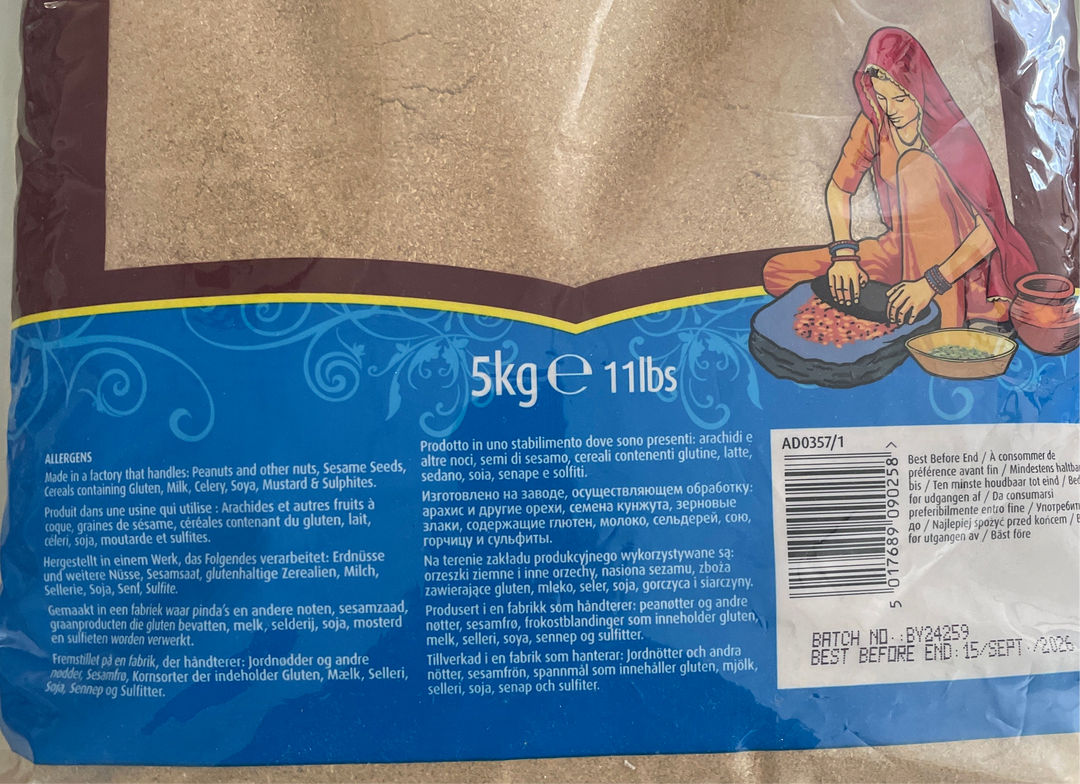 5kg ℮ 11lbs
ALLERGENS
Made in a factory that handles: Peanuts and other nuts, Sesame Seeds,
Cereals containing Gluten, Milk, Celery, Soya, Mustard & Sulphites.
Produit dans une usine qui utilise : Arachides et autres fruits à
coque, graines de sésame, céréales contenant du gluten, lait,
céleri, soja, moutarde et sulfites.
Hergestellt in einem Werk, das Folgendes verarbeitet: Erdnüsse
und weitere Nüsse, Sesamsaat, glutenhaltige Zerealien, Milch,
Sellerie, Soja, Senf, Sulfite.
Gemaakt in een fabriek waar pinda's en andere noten, sesamzaad,
graanproducten die gluten bevatten, melk, selderij, soja, mosterd
en sulfieten worden verwerkt.
Fremstillet på en fabrik, der håndterer: Jordnødder og andre
nødder, Sesamfrø, Kornsorter der indeholder Gluten, Mælk, Selleri,
Soja, Sennep og Sulfitter.
Prodotto in uno stabilimento dove sono presenti: arachidi e
altre noci, semi di sesamo, cereali contenenti glutine, latte,
sedano, soia, senape e solfiti.
Изготовлено на заводе, осуществляющем обработку:
арахис и другие орехи, семена кунжута, зерновые
злаки, содержащие глютен, молоко, сельдерей, сою,
горчицу и сульфиты.
Na terenie zakładu produkcyjnego wykorzystywane są:
orzeszki ziemne i inne orzechy, nasiona sezamu, zboża
zawierające gluten, mleko, seler, soja, gorczyca i siarczyny.
Produsert i en fabrikk som håndterer: peanøtter og andre
nøtter, sesamfrø, frokostblandinger som inneholder gluten,
melk, selleri, soya, sennep og sulfitter.
Tillverkad i en fabrik som hanterar: Jordnötter och andra
nötter, sesamfrön, spannmål som innehåller gluten, mjölk,
selleri, soja, senap och sulfiter.
AD0357/1
5 017689 090258 >
Best Before End / À consommer de
préférence avant fin / Mindestens haltbar
bis / Ten minste houdbaar tot eind / Bed
før udgangen af / Da consumarsi
preferibilmente entro fine / Употребить
до / Najlepiej spożyć przed końcem / B
før utgangen av / Bäst före
BATCH NO.:BY24259
BEST BEFORE END:15/SEPT./2026